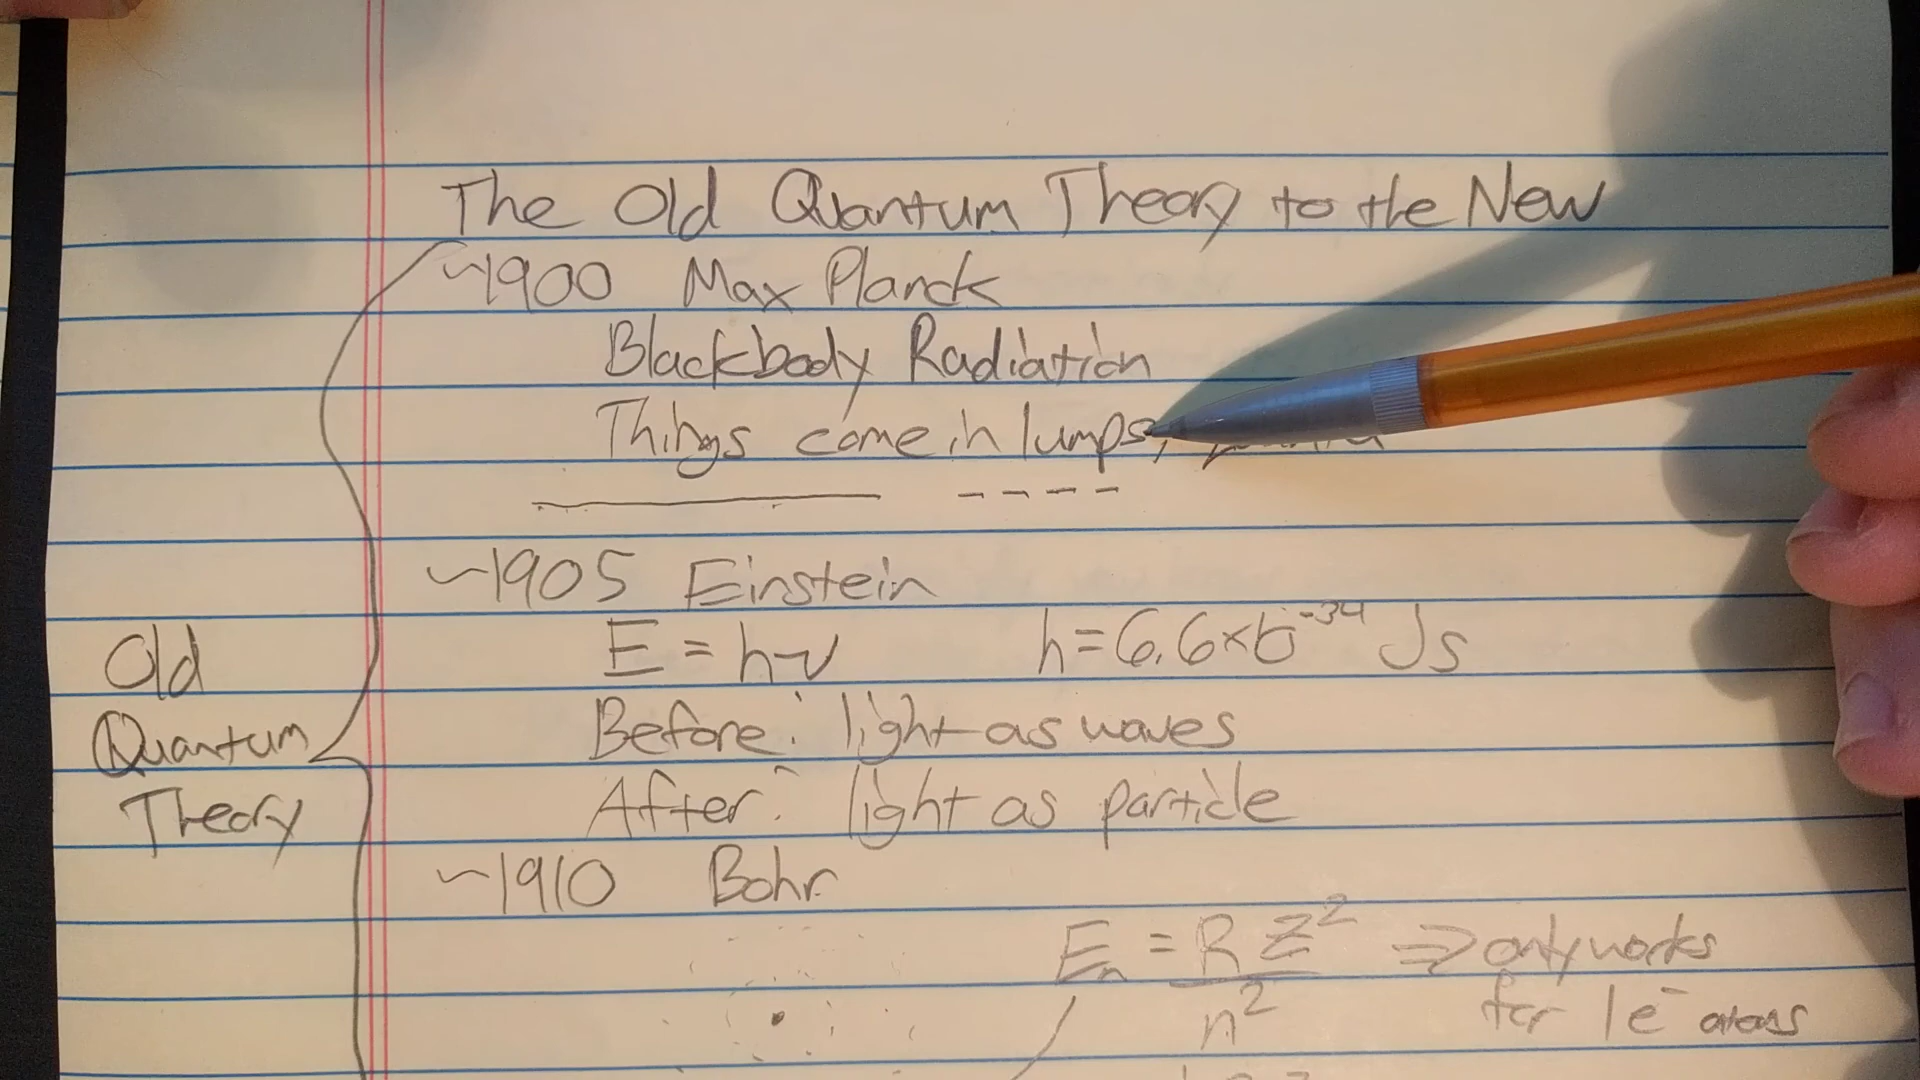 The Old Quantum Theory to the New
~1900 Max Planck
Blackbody Radiation
Things come in lumps,
~1905 Einstein
E = hν h = 6.6×10⁻³⁴ Js
Before: light as waves
After: light as particle
Old
Quantum
Theory
~1910 Bohr
Eₙ = R Z² / n² ⇒ only works
for 1e⁻ atoms